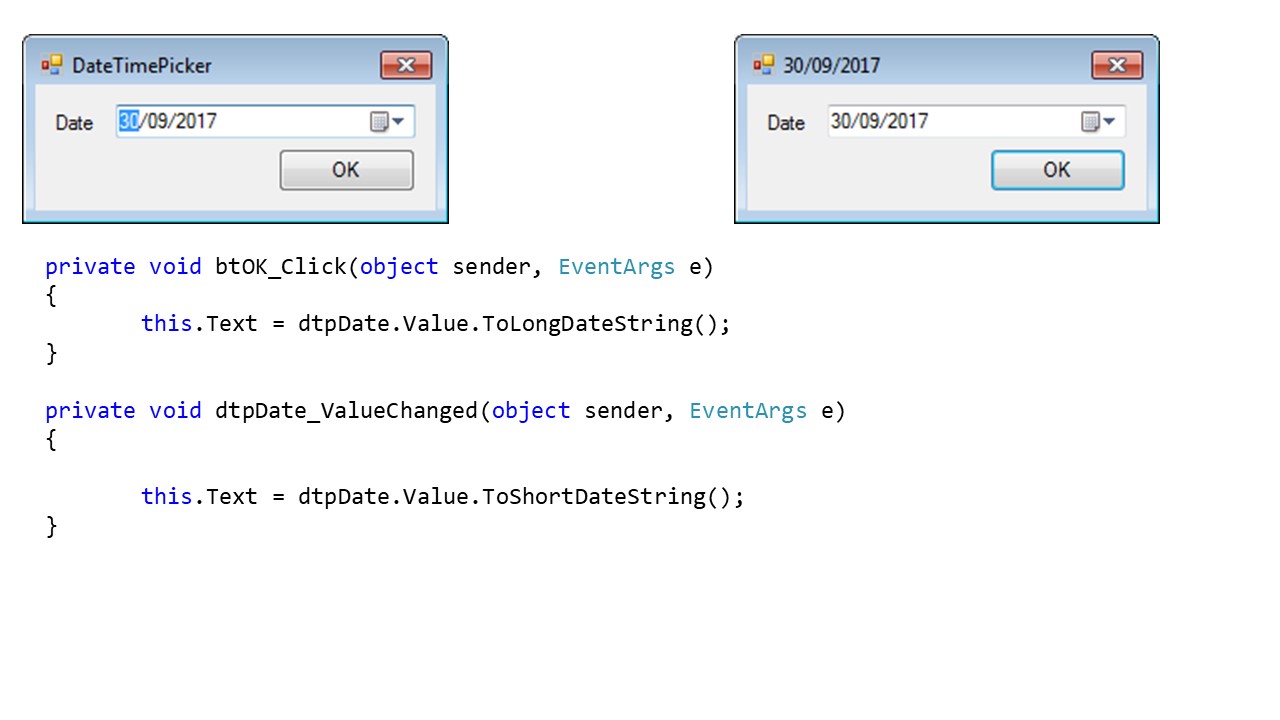 DateTimePicker
Date 30/09/2017
OK
30/09/2017
Date 30/09/2017
OK
private void btOK_Click(object sender, EventArgs e)
{
this.Text = dtpDate.Value.ToLongDateString();
}
private void dtpDate_ValueChanged(object sender, EventArgs e)
{
this.Text = dtpDate.Value.ToShortDateString();
}